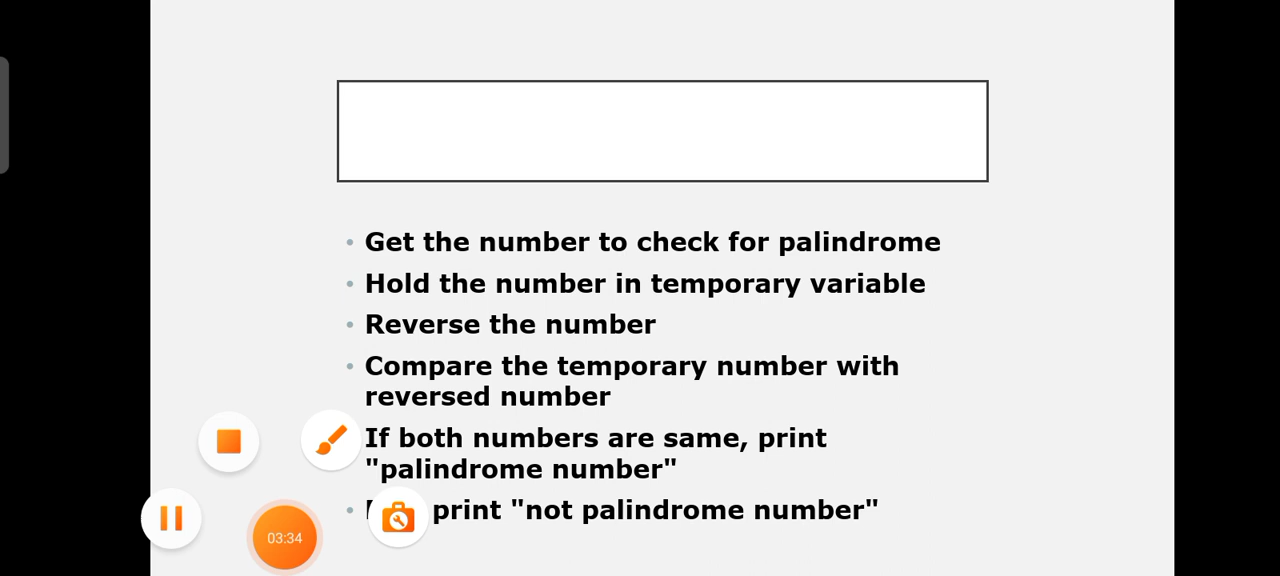 Get the number to check for palindrome
Hold the number in temporary variable
Reverse the number
Compare the temporary number with
reversed number
If both numbers are same, print
"palindrome number"
print "not palindrome number"
03:34